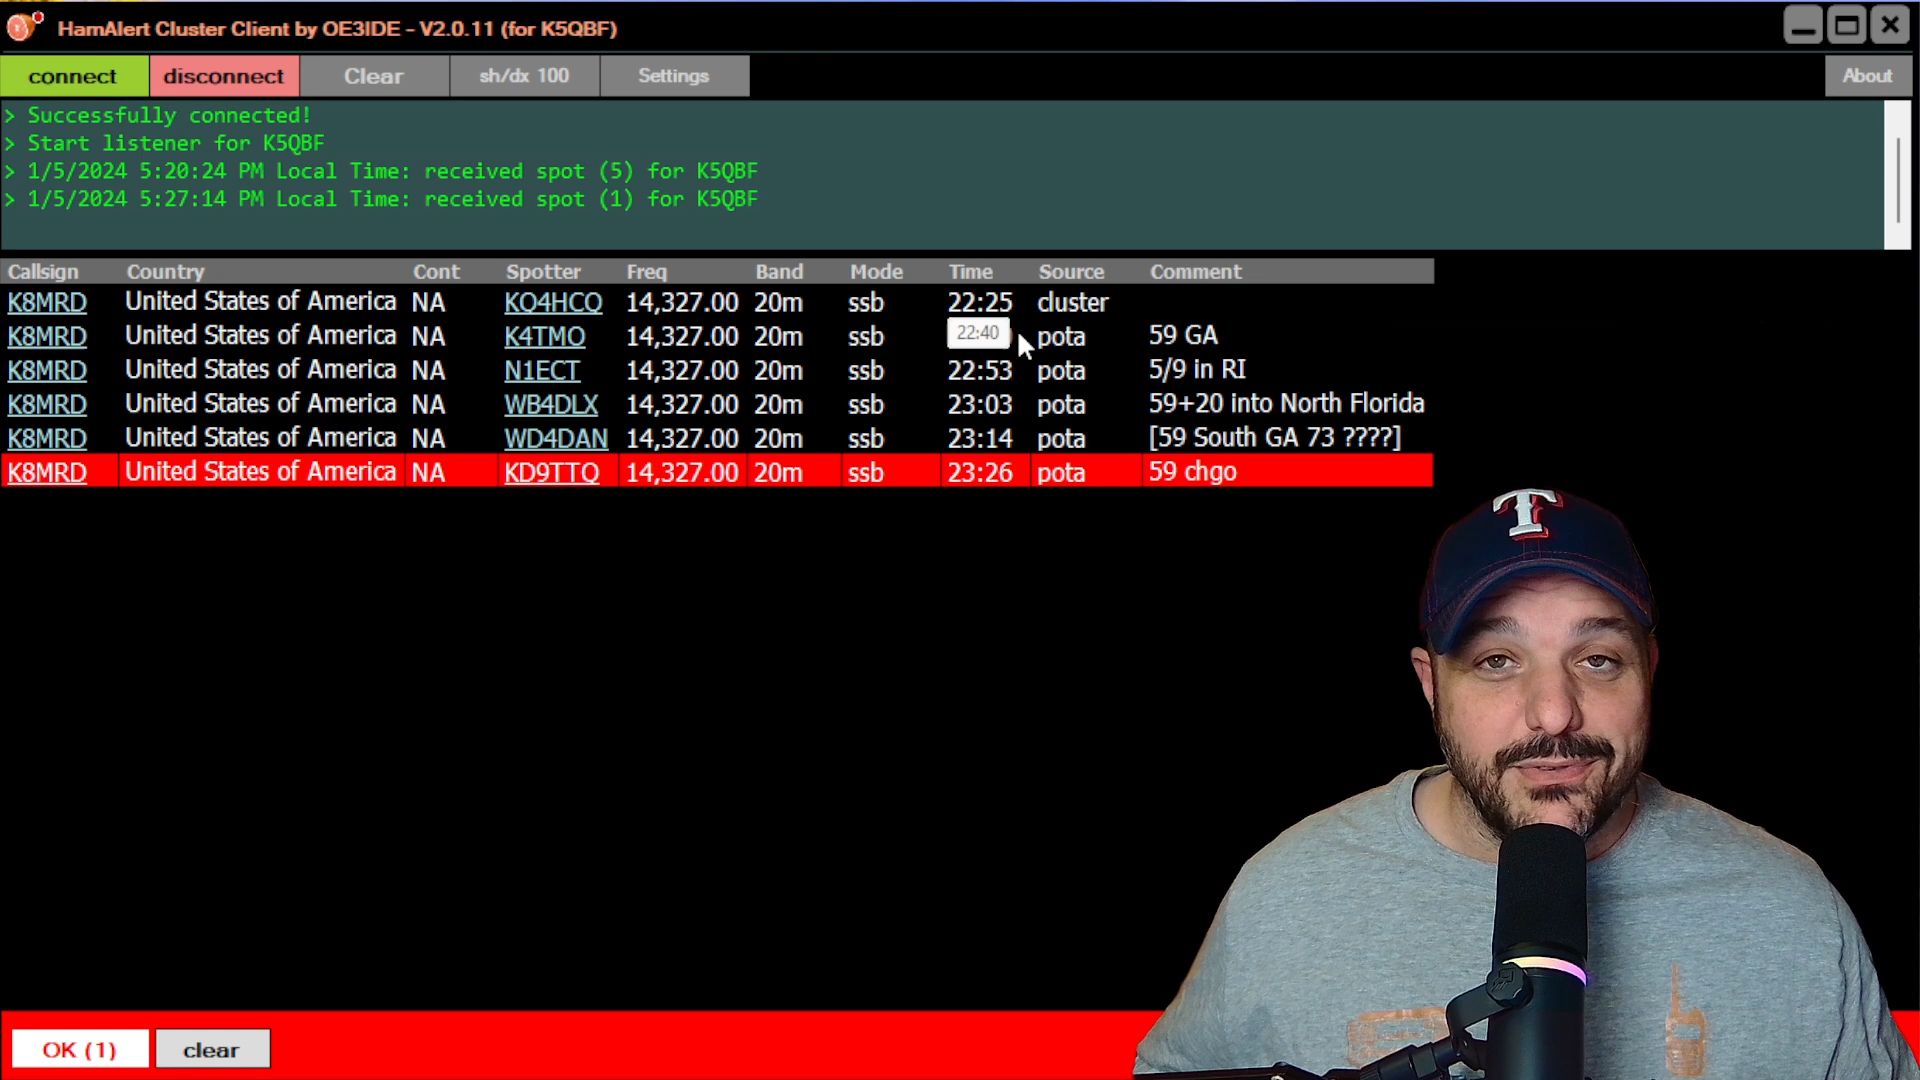 HamAlert Cluster Client by OE3IDE - V2.0.11 (for K5QBF)
connect disconnect Clear sh/dx 100 Settings About
> Successfully connected!
> Start listener for K5QBF
> 1/5/2024 5:20:24 PM Local Time: received spot (5) for K5QBF
> 1/5/2024 5:27:14 PM Local Time: received spot (1) for K5QBF
Callsign Country Cont Spotter Freq Band Mode Time Source Comment
K8MRD United States of America NA KQ4HCQ 14,327.00 20m ssb 22:25 cluster
K8MRD United States of America NA K4TMO 14,327.00 20m ssb 22:40 pota 59 GA
K8MRD United States of America NA N1ECT 14,327.00 20m ssb 22:53 pota 5/9 in RI
K8MRD United States of America NA WB4DLX 14,327.00 20m ssb 23:03 pota 59+20 into North Florida
K8MRD United States of America NA WD4DAN 14,327.00 20m ssb 23:14 pota [59 South GA 73 ????]
K8MRD United States of America NA KD9TTQ 14,327.00 20m ssb 23:26 pota 59 chgo
T
OK (1) clear